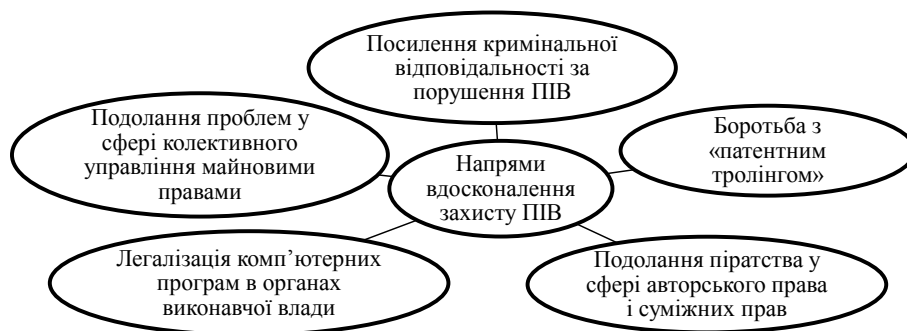 Посилення кримінальної
відповідальності за
порушення ПІВ
Подолання проблем у
сфері колективного
управління майновими
правами
Боротьба з
«патентним
тролінгом»
Напрями
вдосконалення
захисту ПІВ
Легалізація комп’ютерних
програм в органах
виконавчої влади
Подолання піратства у
сфері авторського права
і суміжних прав